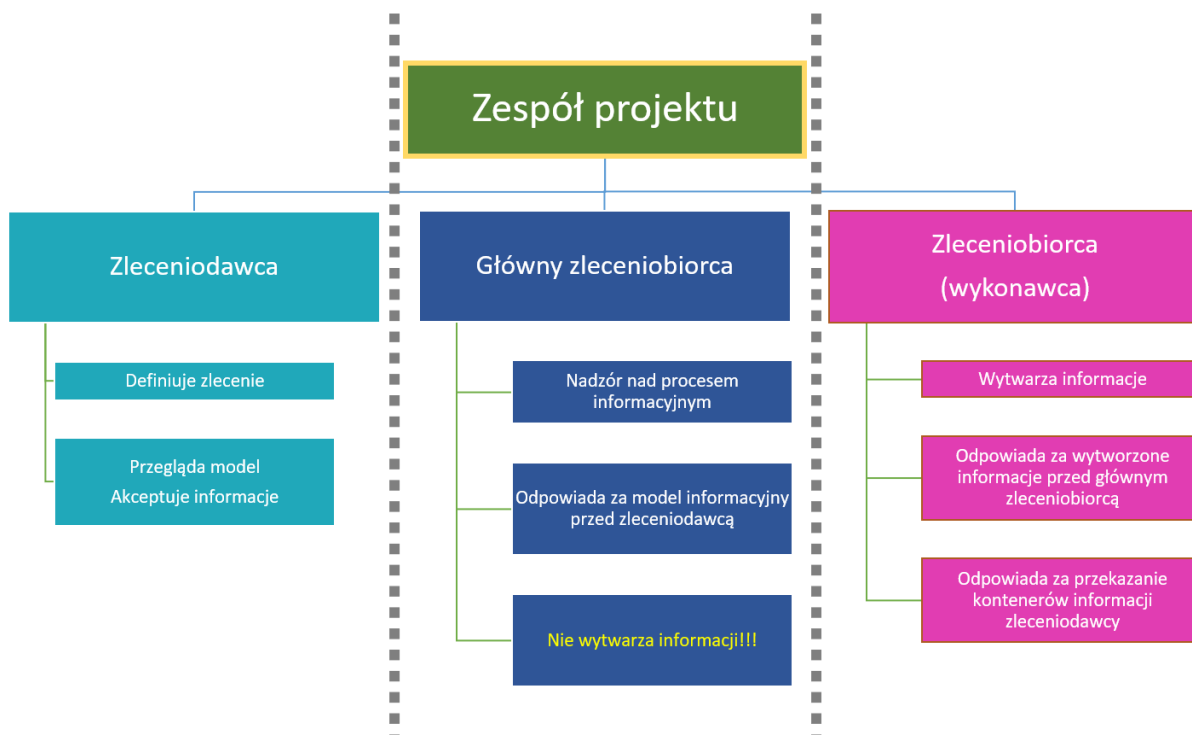 Zespół projektu
Zleceniodawca
Definiuje zlecenie
Przegląda model
Akceptuje informacje
Główny zleceniobiorca
Nadzór nad procesem
informacyjnym
Odpowiada za model informacyjny
przed zleceniodawcą
Nie wytwarza informacji!!!
Zleceniobiorca
(wykonawca)
Wytwarza informacje
Odpowiada za wytworzone
informacje przed głównym
zleceniobiorcą
Odpowiada za przekazanie
kontenerów informacji
zleceniodawcy